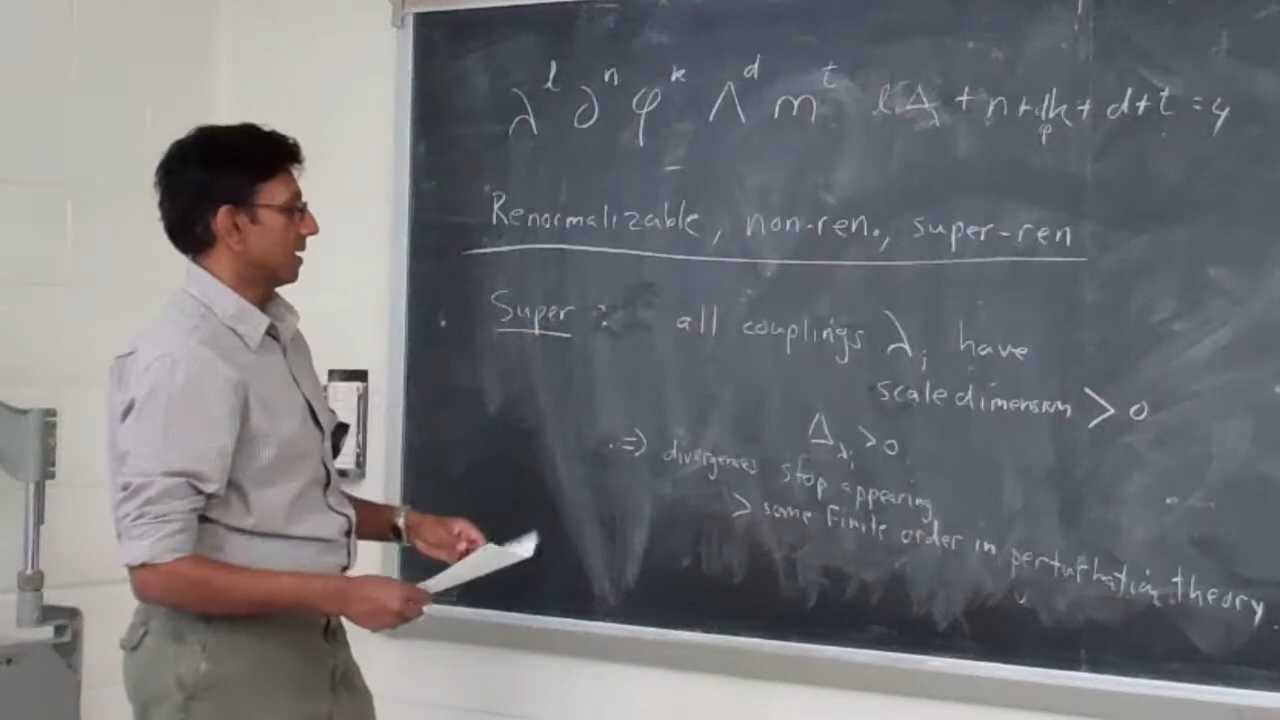 λ^l ∂^n φ^k Λ^d m^t lΔ_λ + n + d_φ k + d + t = 4
Renormalizable, non-ren., super-ren
Super : all couplings λ_i have
scale dimension > 0
Δ_λi > 0
⇒ divergences stop appearing
> some finite order in perturbation theory.